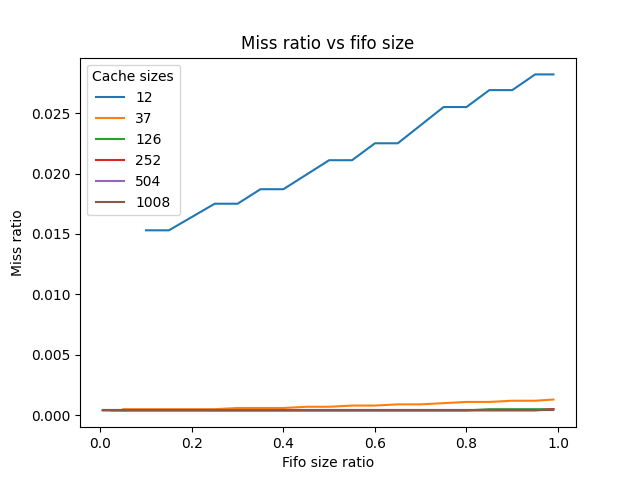 Miss ratio vs fifo size
Cache sizes
12
37
126
252
504
1008
Miss ratio
0.025
0.020
0.015
0.010
0.005
0.000
0.0 0.2 0.4 0.6 0.8 1.0
Fifo size ratio